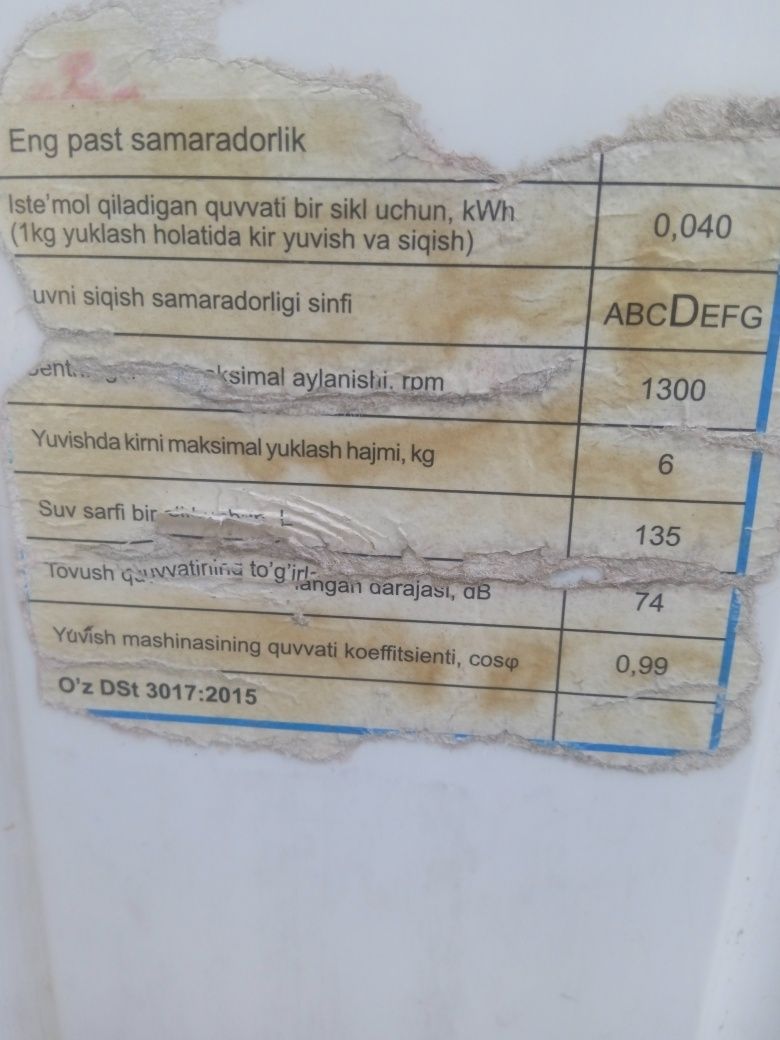 Eng past samaradorlik
Iste'mol qiladigan quvvati bir sikl uchun, kWh
(1kg yuklash holatida kir yuvish va siqish)
0,040
uvni siqish samaradorligi sinfi
ABCDEFG
ksimal aylanishi, rpm
1300
Yuvishda kirni maksimal yuklash hajmi, kg
6
Suv sarfi bir L
135
Tovush quvvatining to'g'irlangan darajasi, dB
74
Yuvish mashinasining quvvati koeffitsienti, cosφ
0,99
O'z DSt 3017:2015